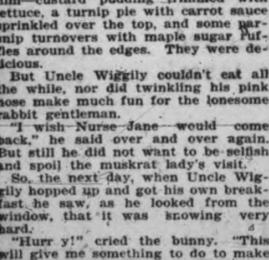 custard pudding
lettuce, a turnip pie with carrot sauce
sprinkled over the top, and some par-
snip turnovers with maple sugar ruf-
fles around the edges. They were de-
licious.
But Uncle Wiggily couldn't eat all
the while, nor did twinkling his pink
nose make much fun for the lonesome
rabbit gentleman.
"I wish Nurse Jane would come
back," he said over and over again.
But still he did not want to be selfish
and spoil the muskrat lady's visit.
So, the next day, when Uncle Wig-
gily hopped up and got his own break-
fast he saw, as he looked from the
window, that it was snowing very
hard.
"Hurr y!" cried the bunny. "This
will give me something to do to make